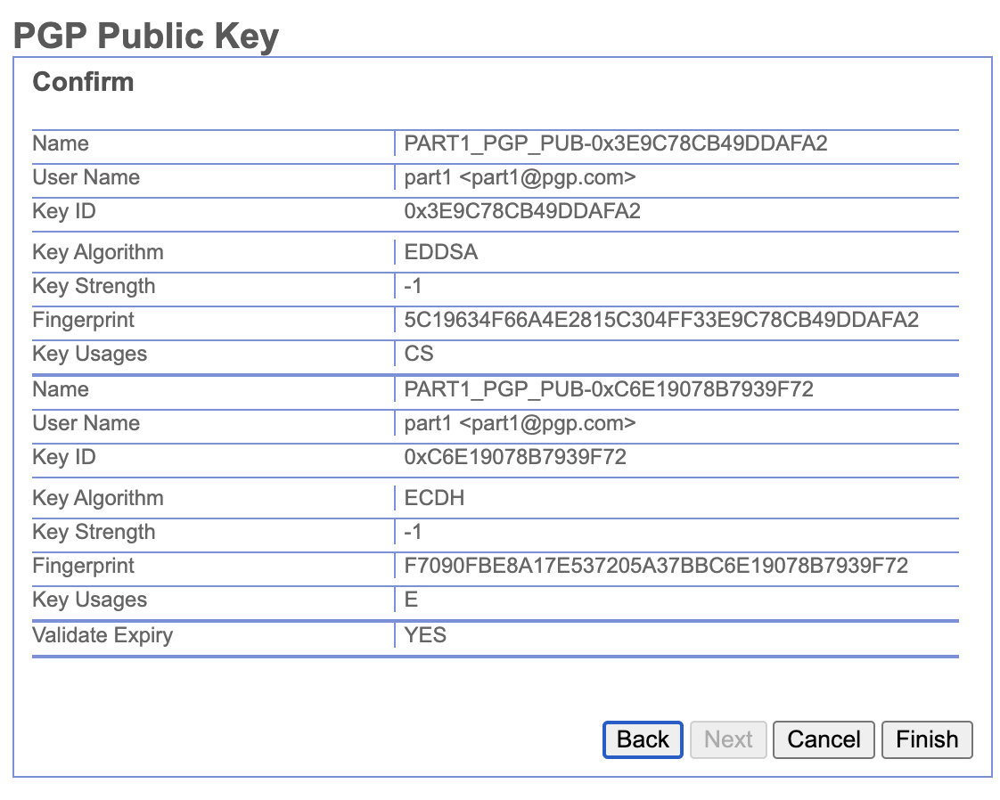 PGP Public Key
Confirm
Name PART1_PGP_PUB-0x3E9C78CB49DDAFA2
User Name part1 <part1@pgp.com>
Key ID 0x3E9C78CB49DDAFA2
Key Algorithm EDDSA
Key Strength -1
Fingerprint 5C19634F66A4E2815C304FF33E9C78CB49DDAFA2
Key Usages CS
Name PART1_PGP_PUB-0xC6E19078B7939F72
User Name part1 <part1@pgp.com>
Key ID 0xC6E19078B7939F72
Key Algorithm ECDH
Key Strength -1
Fingerprint F7090FBE8A17E537205A37BBC6E19078B7939F72
Key Usages E
Validate Expiry YES
Back Next Cancel Finish